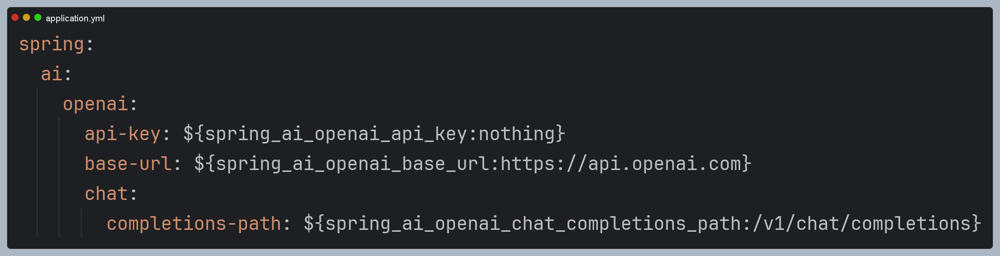 application.yml
spring:
  ai:
    openai:
      api-key: ${spring_ai_openai_api_key:nothing}
      base-url: ${spring_ai_openai_base_url:https://api.openai.com}
      chat:
        completions-path: ${spring_ai_openai_chat_completions_path:/v1/chat/completions}